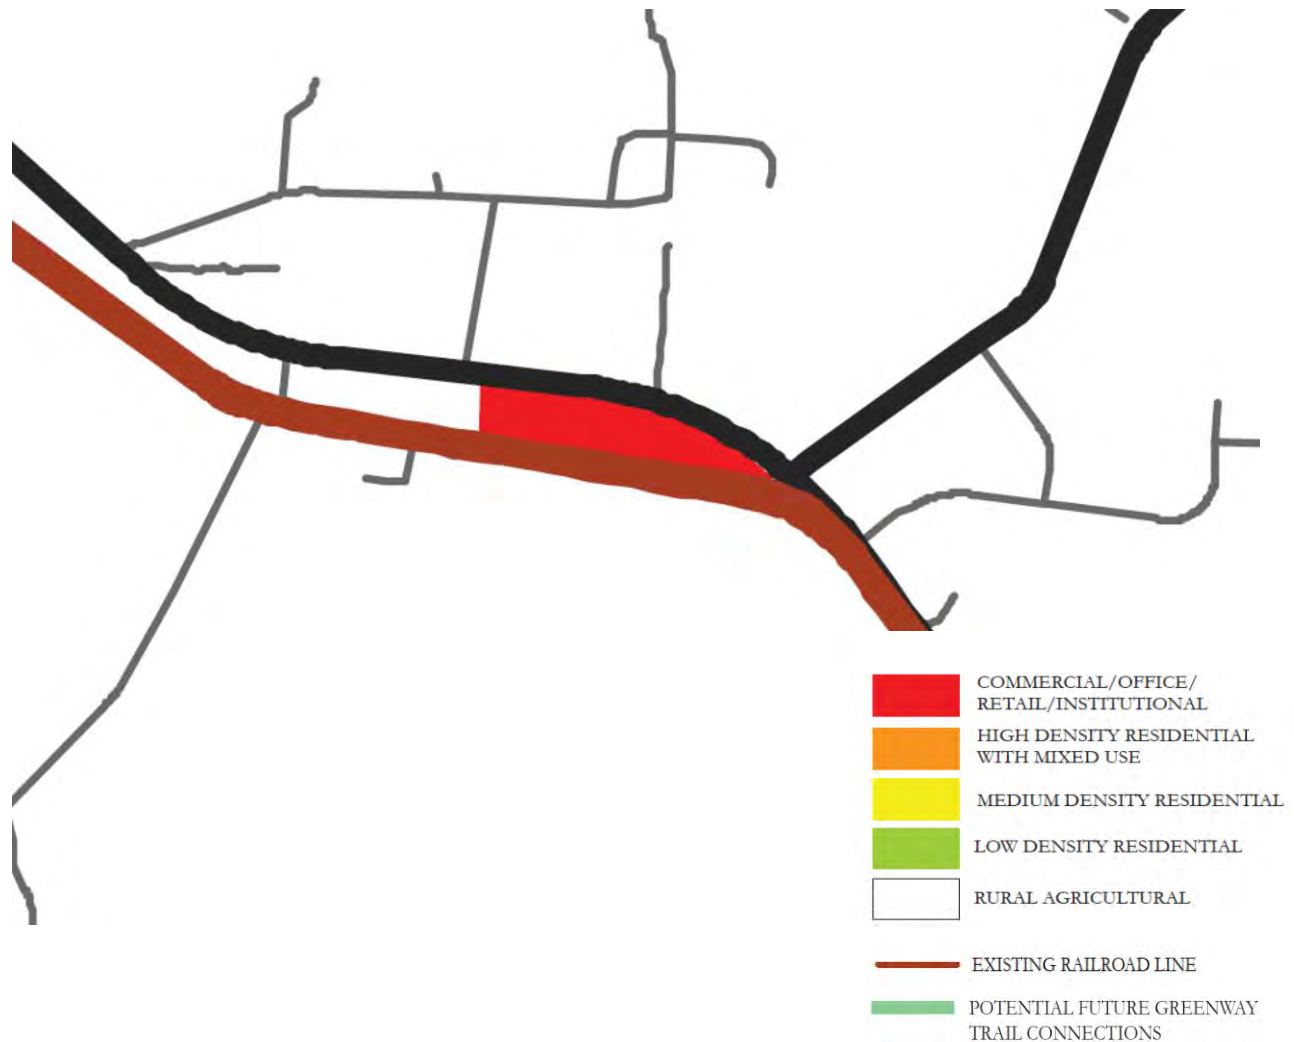 COMMERCIAL/OFFICE/
RETAIL/INSTITUTIONAL
HIGH DENSITY RESIDENTIAL
WITH MIXED USE
MEDIUM DENSITY RESIDENTIAL
LOW DENSITY RESIDENTIAL
RURAL AGRICULTURAL
EXISTING RAILROAD LINE
POTENTIAL FUTURE GREENWAY
TRAIL CONNECTIONS